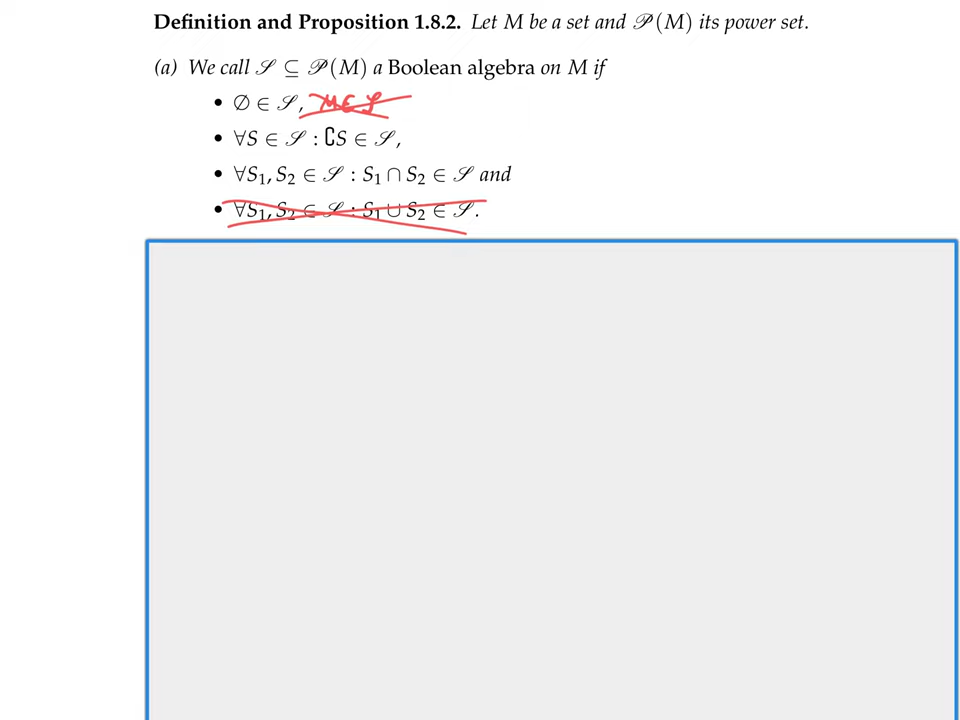 Definition and Proposition 1.8.2. Let M be a set and 𝒫(M) its power set.
(a) We call 𝒮 ⊆ 𝒫(M) a Boolean algebra on M if
• ∅ ∈ 𝒮, M ∈ 𝒮
• ∀S ∈ 𝒮 : ∁S ∈ 𝒮,
• ∀S₁, S₂ ∈ 𝒮 : S₁ ∩ S₂ ∈ 𝒮 and
• ∀S₁, S₂ ∈ 𝒮 : S₁ ∪ S₂ ∈ 𝒮.